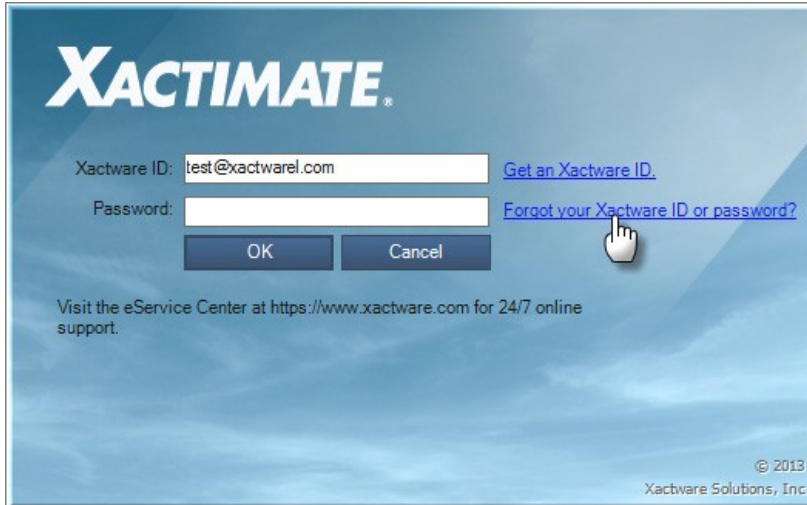 XACTIMATE®
Xactware ID: test@xactwarel.com Get an Xactware ID.
Password: Forgot your Xactware ID or password?
OK Cancel
Visit the eService Center at https://www.xactware.com for 24/7 online
support.
© 2013
Xactware Solutions, Inc